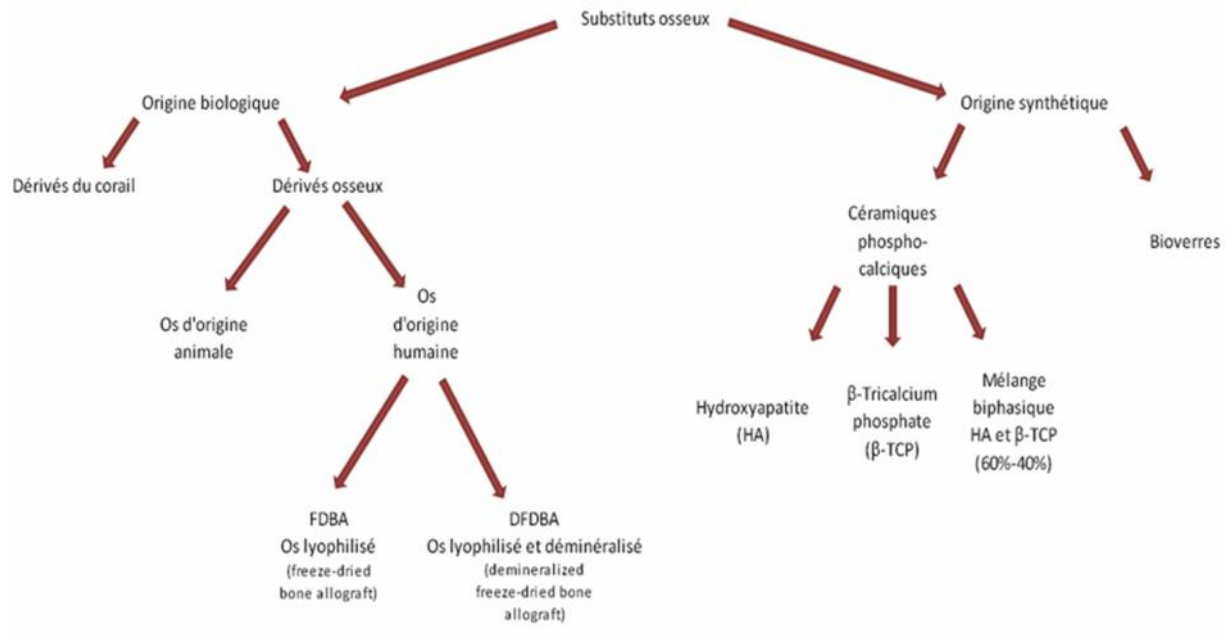 Substituts osseux
Origine biologique
Origine synthétique
Dérivés du corail
Dérivés osseux
Céramiques
phospho-
calciques
Bioverres
Os d'origine
animale
Os
d'origine
humaine
Hydroxyapatite
(HA)
β-Tricalcium
phosphate
(β-TCP)
Mélange
biphasique
HA et β-TCP
(60%-40%)
FDBA
Os lyophilisé
(freeze-dried
bone allograft)
DFDBA
Os lyophilisé et déminéralisé
(demineralized
freeze-dried bone
allograft)